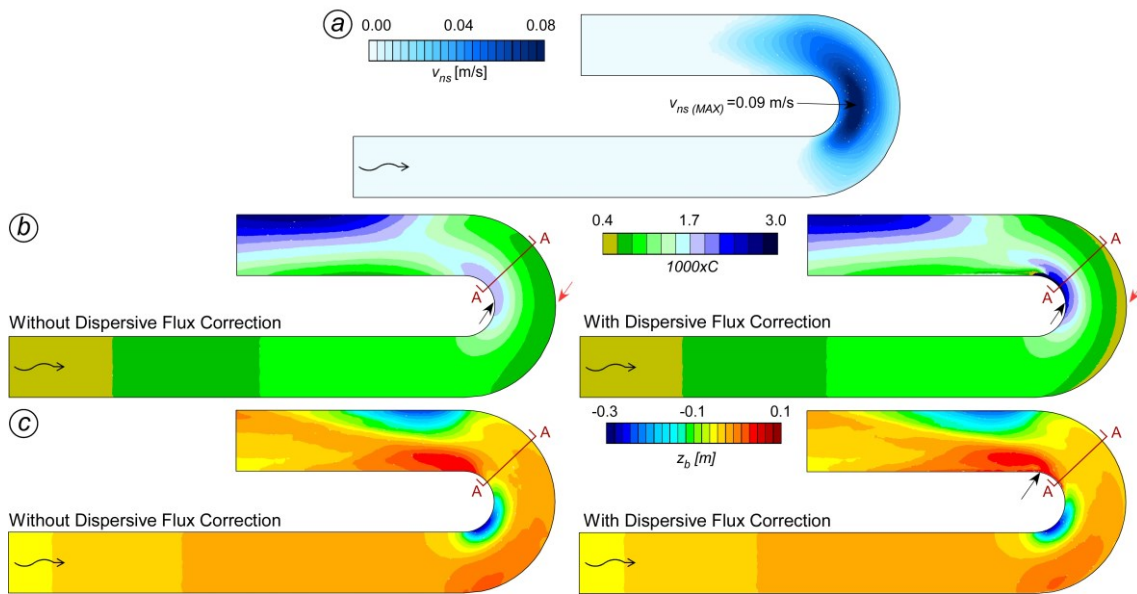 a
0.00 0.04 0.08
v_ns [m/s]
v_ns (MAX) =0.09 m/s
b
0.4 1.7 3.0
1000xC
A
A
A
A
Without Dispersive Flux Correction
With Dispersive Flux Correction
c
-0.3 -0.1 0.1
z_b [m]
A
A
A
A
Without Dispersive Flux Correction
With Dispersive Flux Correction